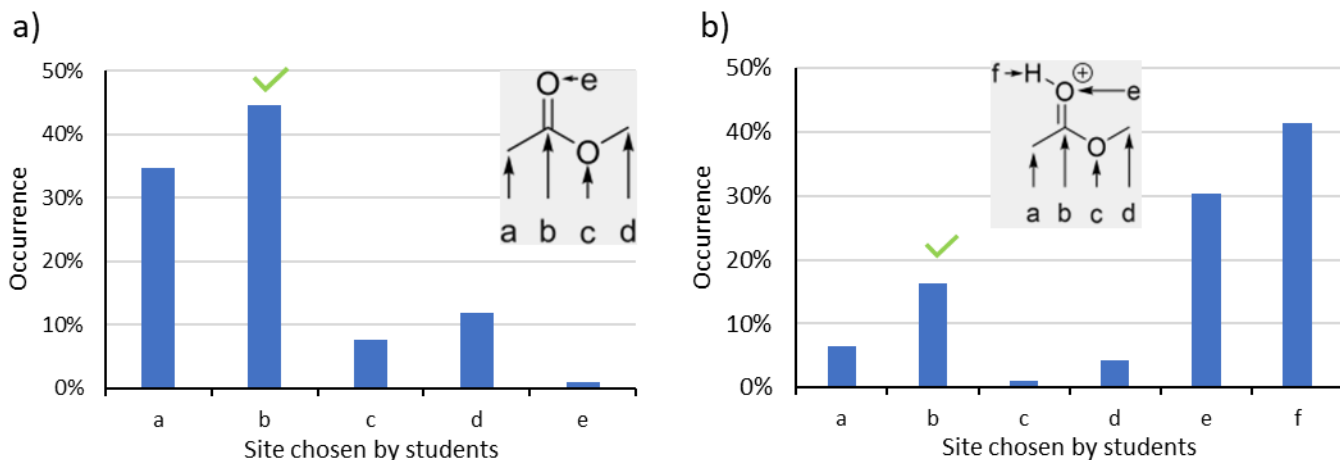 a)
50%
40%
30%
20%
10%
0%
Occurrence
a b c d e
Site chosen by students
O e
O
a b c d
b)
50%
40%
30%
20%
10%
0%
Occurrence
a b c d e f
Site chosen by students
f H O + e
O
a b c d